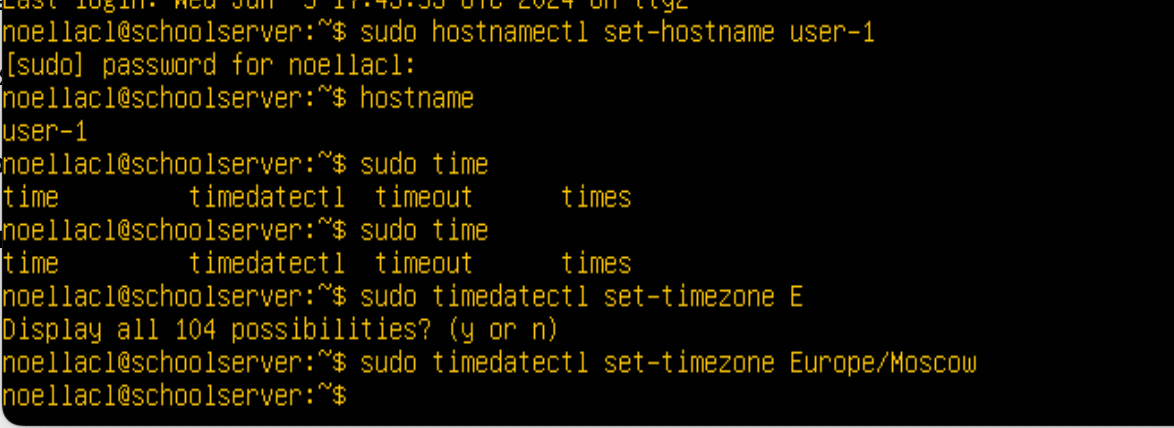 Last login: Wed Jun 5 17:43:53 UTC 2024 on tty2
noellacl@schoolserver:~$ sudo hostnamectl set-hostname user-1
[sudo] password for noellacl:
noellacl@schoolserver:~$ hostname
user-1
noellacl@schoolserver:~$ sudo time
time timedatectl timeout times
noellacl@schoolserver:~$ sudo time
time timedatectl timeout times
noellacl@schoolserver:~$ sudo timedatectl set-timezone E
Display all 104 possibilities? (y or n)
noellacl@schoolserver:~$ sudo timedatectl set-timezone Europe/Moscow
noellacl@schoolserver:~$